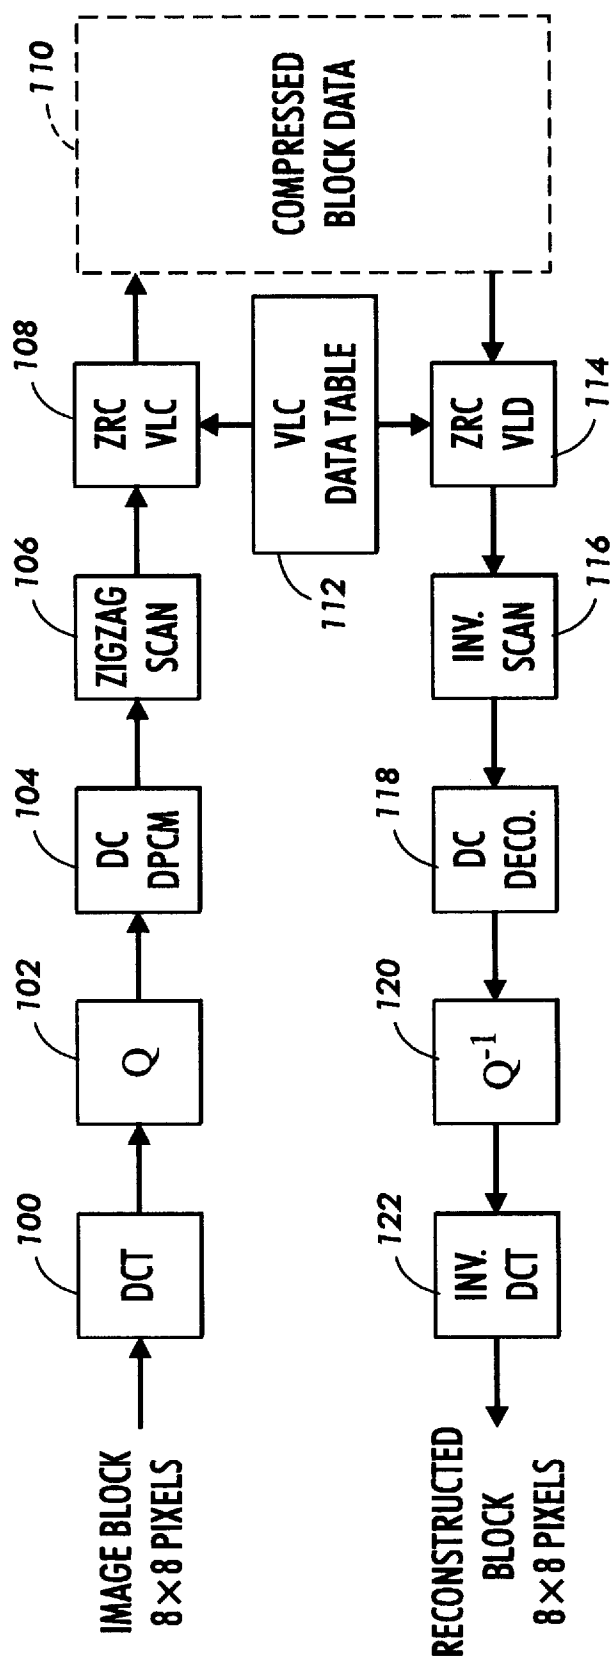 IMAGE BLOCK
8×8 PIXELS
100
DCT
102
Q
104
DC
DPCM
106
ZIGZAG
SCAN
108
ZRC
VLC
110
COMPRESSED
BLOCK DATA
112
VLC
DATA TABLE
114
ZRC
VLD
116
INV.
SCAN
118
DC
DECO.
120
Q⁻¹
122
INV.
DCT
RECONSTRUCTED
BLOCK
8×8 PIXELS